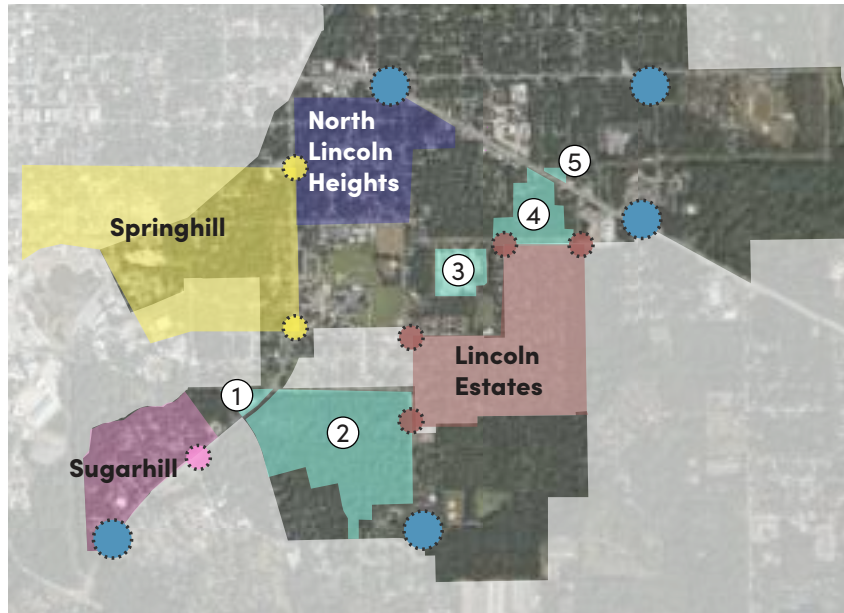 North
Lincoln
Heights
5
Springhill
4
3
Lincoln
Estates
1
2
Sugarhill